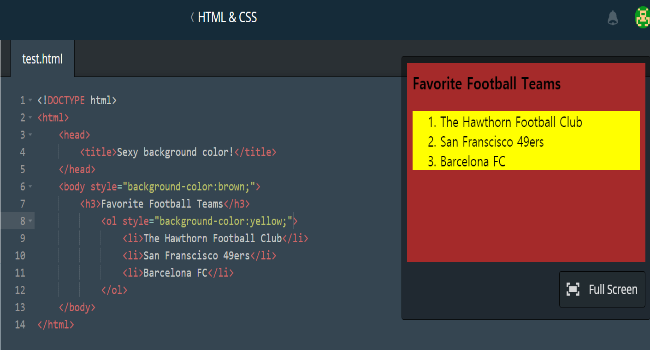 〈 HTML & CSS
test.html
1 <!DOCTYPE html>
2 <html>
3 <head>
4 <title>Sexy background color!</title>
5 </head>
6 <body style="background-color:brown;">
7 <h3>Favorite Football Teams</h3>
8 <ol style="background-color:yellow;">
9 <li>The Hawthorn Football Club</li>
10 <li>San Franscisco 49ers</li>
11 <li>Barcelona FC</li>
12 </ol>
13 </body>
14 </html>
Favorite Football Teams
1. The Hawthorn Football Club
2. San Franscisco 49ers
3. Barcelona FC
Full Screen